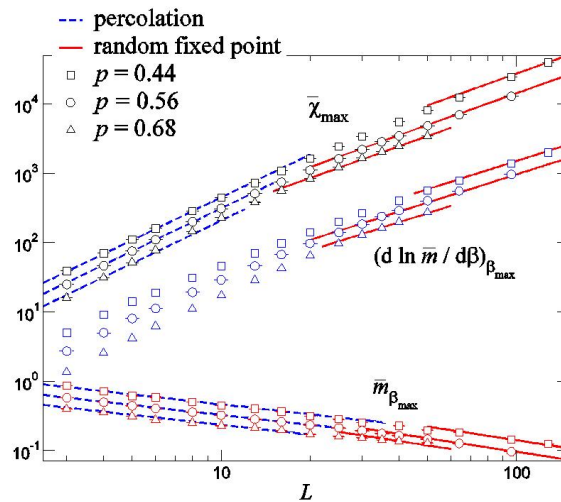 percolation
random fixed point
p = 0.44
p = 0.56
p = 0.68
10⁴
10³
10²
10¹
10⁰
10⁻¹
χ̄max
(d ln m̄ / dβ)βmax
m̄βmax
10
100
L